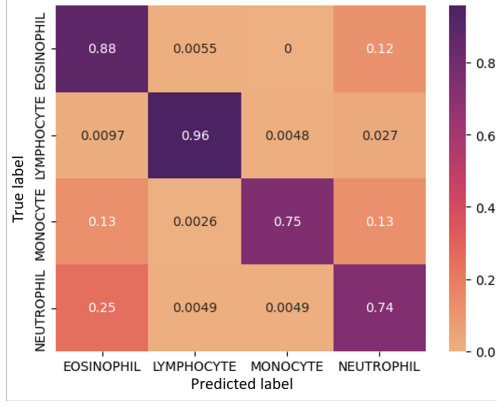 EOSINOPHIL 0.88 0.0055 0 0.12
LYMPHOCYTE 0.0097 0.96 0.0048 0.027
MONOCYTE 0.13 0.0026 0.75 0.13
NEUTROPHIL 0.25 0.0049 0.0049 0.74
True label
EOSINOPHIL LYMPHOCYTE MONOCYTE NEUTROPHIL
Predicted label
0.8
0.6
0.4
0.2
0.0